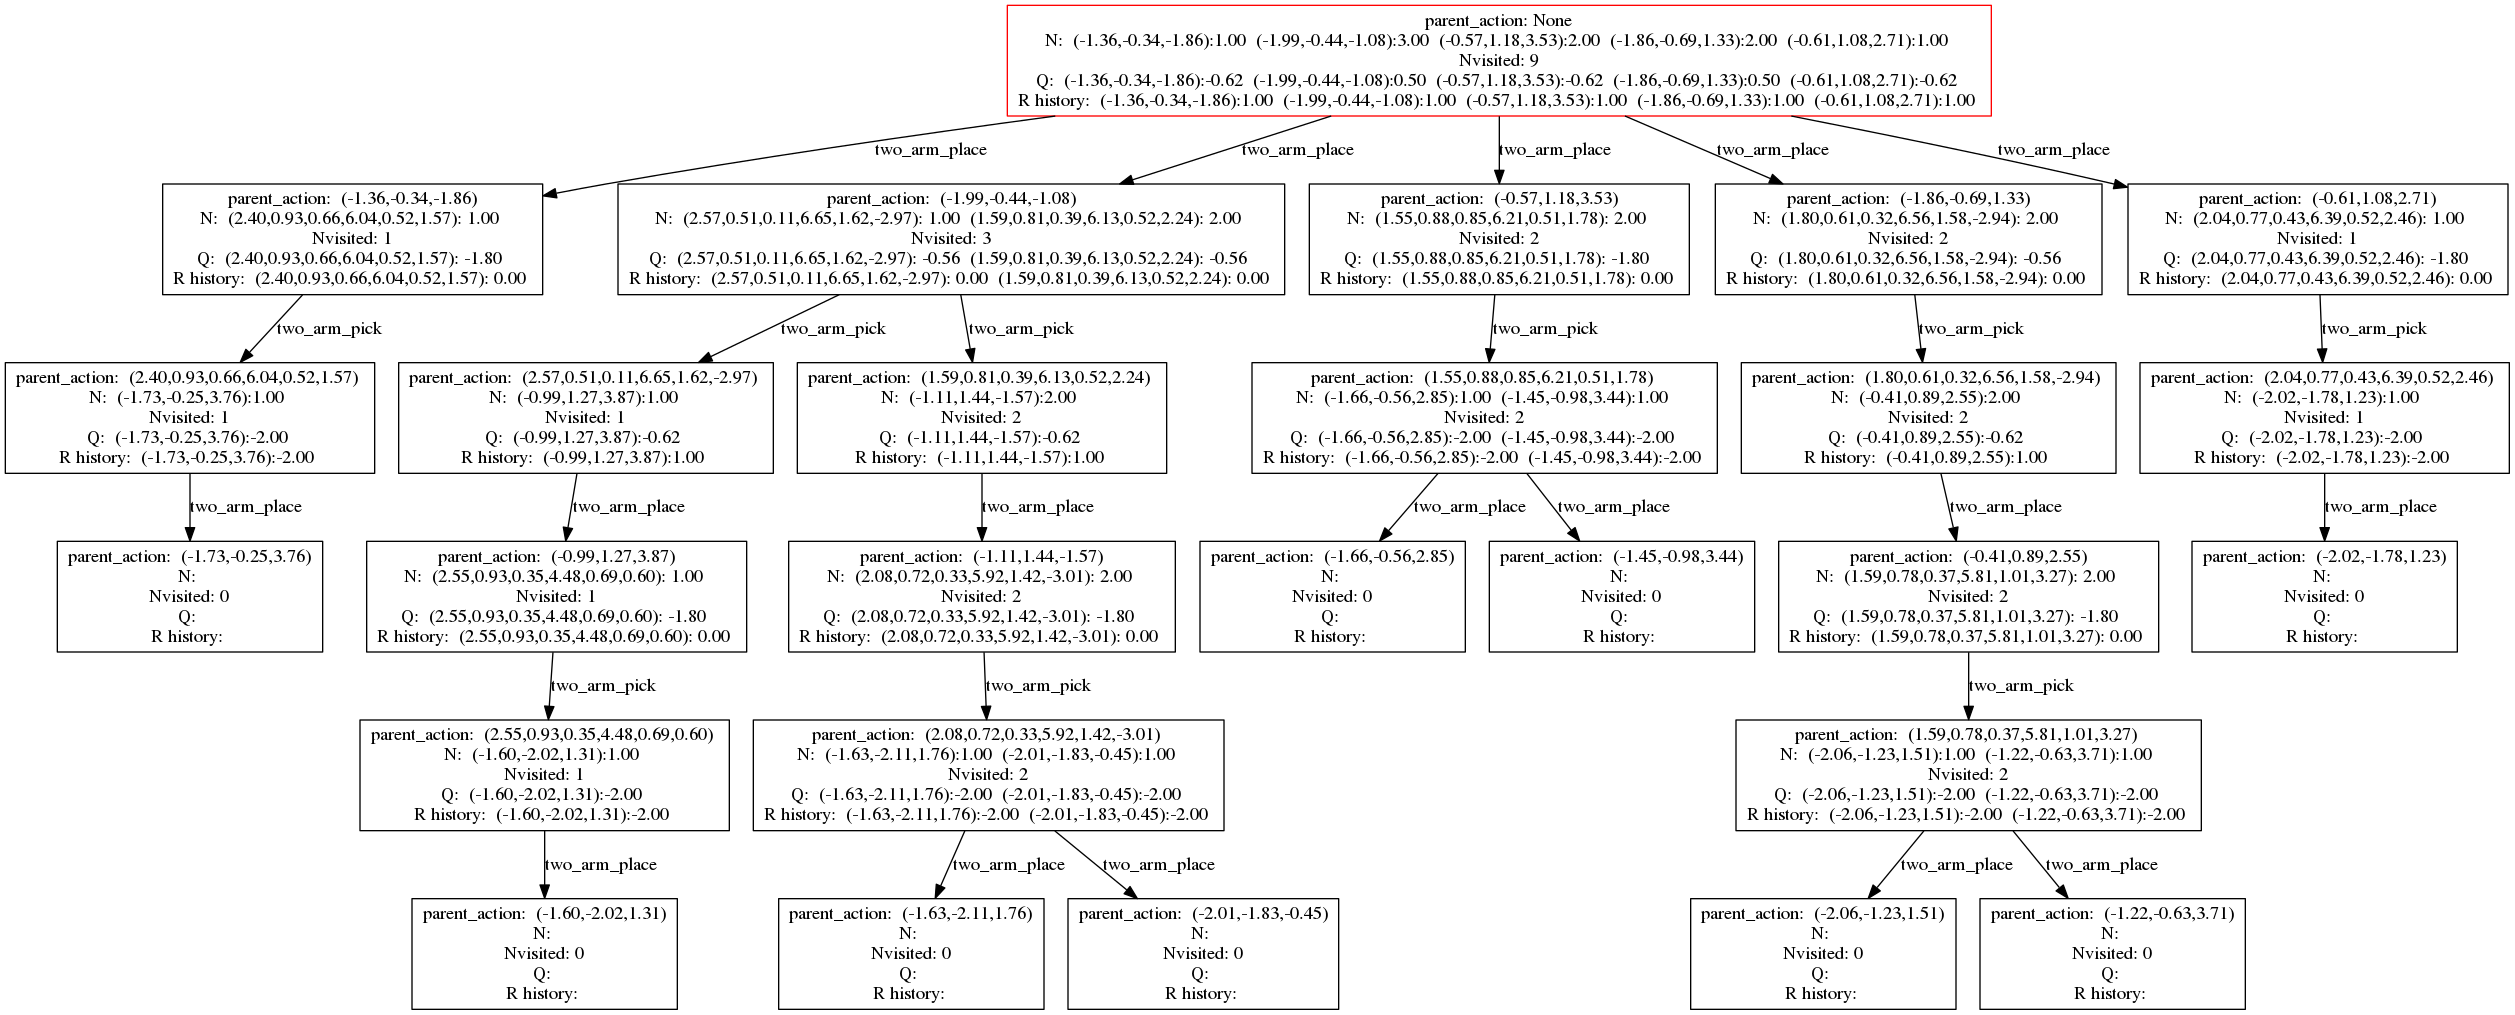 parent_action: None
N: (-1.36,-0.34,-1.86):1.00 (-1.99,-0.44,-1.08):3.00 (-0.57,1.18,3.53):2.00 (-1.86,-0.69,1.33):2.00 (-0.61,1.08,2.71):1.00
Nvisited: 9
Q: (-1.36,-0.34,-1.86):-0.62 (-1.99,-0.44,-1.08):0.50 (-0.57,1.18,3.53):-0.62 (-1.86,-0.69,1.33):0.50 (-0.61,1.08,2.71):-0.62
R history: (-1.36,-0.34,-1.86):1.00 (-1.99,-0.44,-1.08):1.00 (-0.57,1.18,3.53):1.00 (-1.86,-0.69,1.33):1.00 (-0.61,1.08,2.71):1.00
two_arm_place
two_arm_place
two_arm_place
two_arm_place
two_arm_place
parent_action: (-1.36,-0.34,-1.86)
N: (2.40,0.93,0.66,6.04,0.52,1.57): 1.00
Nvisited: 1
Q: (2.40,0.93,0.66,6.04,0.52,1.57): -1.80
R history: (2.40,0.93,0.66,6.04,0.52,1.57): 0.00
parent_action: (-1.99,-0.44,-1.08)
N: (2.57,0.51,0.11,6.65,1.62,-2.97): 1.00 (1.59,0.81,0.39,6.13,0.52,2.24): 2.00
Nvisited: 3
Q: (2.57,0.51,0.11,6.65,1.62,-2.97): -0.56 (1.59,0.81,0.39,6.13,0.52,2.24): -0.56
R history: (2.57,0.51,0.11,6.65,1.62,-2.97): 0.00 (1.59,0.81,0.39,6.13,0.52,2.24): 0.00
parent_action: (-0.57,1.18,3.53)
N: (1.55,0.88,0.85,6.21,0.51,1.78): 2.00
Nvisited: 2
Q: (1.55,0.88,0.85,6.21,0.51,1.78): -1.80
R history: (1.55,0.88,0.85,6.21,0.51,1.78): 0.00
parent_action: (-1.86,-0.69,1.33)
N: (1.80,0.61,0.32,6.56,1.58,-2.94): 2.00
Nvisited: 2
Q: (1.80,0.61,0.32,6.56,1.58,-2.94): -0.56
R history: (1.80,0.61,0.32,6.56,1.58,-2.94): 0.00
parent_action: (-0.61,1.08,2.71)
N: (2.04,0.77,0.43,6.39,0.52,2.46): 1.00
Nvisited: 1
Q: (2.04,0.77,0.43,6.39,0.52,2.46): -1.80
R history: (2.04,0.77,0.43,6.39,0.52,2.46): 0.00
two_arm_pick
two_arm_pick
two_arm_pick
two_arm_pick
two_arm_pick
two_arm_pick
parent_action: (2.40,0.93,0.66,6.04,0.52,1.57)
N: (-1.73,-0.25,3.76):1.00
Nvisited: 1
Q: (-1.73,-0.25,3.76):-2.00
R history: (-1.73,-0.25,3.76):-2.00
parent_action: (2.57,0.51,0.11,6.65,1.62,-2.97)
N: (-0.99,1.27,3.87):1.00
Nvisited: 1
Q: (-0.99,1.27,3.87):-0.62
R history: (-0.99,1.27,3.87):1.00
parent_action: (1.59,0.81,0.39,6.13,0.52,2.24)
N: (-1.11,1.44,-1.57):2.00
Nvisited: 2
Q: (-1.11,1.44,-1.57):-0.62
R history: (-1.11,1.44,-1.57):1.00
parent_action: (1.55,0.88,0.85,6.21,0.51,1.78)
N: (-1.66,-0.56,2.85):1.00 (-1.45,-0.98,3.44):1.00
Nvisited: 2
Q: (-1.66,-0.56,2.85):-2.00 (-1.45,-0.98,3.44):-2.00
R history: (-1.66,-0.56,2.85):-2.00 (-1.45,-0.98,3.44):-2.00
parent_action: (1.80,0.61,0.32,6.56,1.58,-2.94)
N: (-0.41,0.89,2.55):2.00
Nvisited: 2
Q: (-0.41,0.89,2.55):-0.62
R history: (-0.41,0.89,2.55):1.00
parent_action: (2.04,0.77,0.43,6.39,0.52,2.46)
N: (-2.02,-1.78,1.23):1.00
Nvisited: 1
Q: (-2.02,-1.78,1.23):-2.00
R history: (-2.02,-1.78,1.23):-2.00
two_arm_place
two_arm_place
two_arm_place
two_arm_place
two_arm_place
two_arm_place
two_arm_place
parent_action: (-1.73,-0.25,3.76)
N:
Nvisited: 0
Q:
R history:
parent_action: (-0.99,1.27,3.87)
N: (2.55,0.93,0.35,4.48,0.69,0.60): 1.00
Nvisited: 1
Q: (2.55,0.93,0.35,4.48,0.69,0.60): -1.80
R history: (2.55,0.93,0.35,4.48,0.69,0.60): 0.00
parent_action: (-1.11,1.44,-1.57)
N: (2.08,0.72,0.33,5.92,1.42,-3.01): 2.00
Nvisited: 2
Q: (2.08,0.72,0.33,5.92,1.42,-3.01): -1.80
R history: (2.08,0.72,0.33,5.92,1.42,-3.01): 0.00
parent_action: (-1.66,-0.56,2.85)
N:
Nvisited: 0
Q:
R history:
parent_action: (-1.45,-0.98,3.44)
N:
Nvisited: 0
Q:
R history:
parent_action: (-0.41,0.89,2.55)
N: (1.59,0.78,0.37,5.81,1.01,3.27): 2.00
Nvisited: 2
Q: (1.59,0.78,0.37,5.81,1.01,3.27): -1.80
R history: (1.59,0.78,0.37,5.81,1.01,3.27): 0.00
parent_action: (-2.02,-1.78,1.23)
N:
Nvisited: 0
Q:
R history:
two_arm_pick
two_arm_pick
two_arm_pick
parent_action: (2.55,0.93,0.35,4.48,0.69,0.60)
N: (-1.60,-2.02,1.31):1.00
Nvisited: 1
Q: (-1.60,-2.02,1.31):-2.00
R history: (-1.60,-2.02,1.31):-2.00
parent_action: (2.08,0.72,0.33,5.92,1.42,-3.01)
N: (-1.63,-2.11,1.76):1.00 (-2.01,-1.83,-0.45):1.00
Nvisited: 2
Q: (-1.63,-2.11,1.76):-2.00 (-2.01,-1.83,-0.45):-2.00
R history: (-1.63,-2.11,1.76):-2.00 (-2.01,-1.83,-0.45):-2.00
parent_action: (1.59,0.78,0.37,5.81,1.01,3.27)
N: (-2.06,-1.23,1.51):1.00 (-1.22,-0.63,3.71):1.00
Nvisited: 2
Q: (-2.06,-1.23,1.51):-2.00 (-1.22,-0.63,3.71):-2.00
R history: (-2.06,-1.23,1.51):-2.00 (-1.22,-0.63,3.71):-2.00
two_arm_place
two_arm_place
two_arm_place
two_arm_place
two_arm_place
parent_action: (-1.60,-2.02,1.31)
N:
Nvisited: 0
Q:
R history:
parent_action: (-1.63,-2.11,1.76)
N:
Nvisited: 0
Q:
R history:
parent_action: (-2.01,-1.83,-0.45)
N:
Nvisited: 0
Q:
R history:
parent_action: (-2.06,-1.23,1.51)
N:
Nvisited: 0
Q:
R history:
parent_action: (-1.22,-0.63,3.71)
N:
Nvisited: 0
Q:
R history: